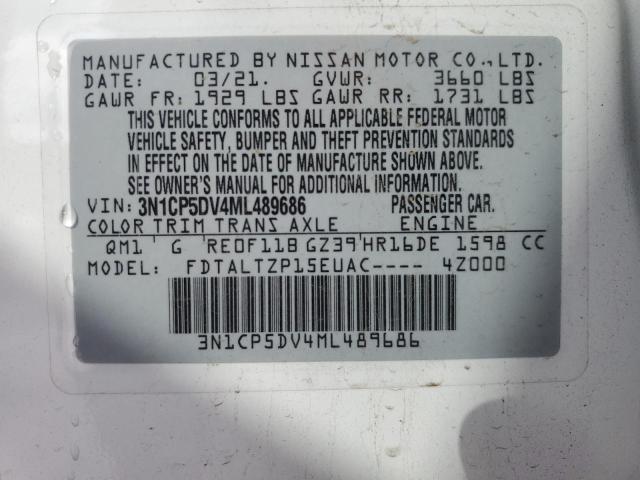 MANUFACTURED BY NISSAN MOTOR CO., LTD.
DATE: 03/21. GVWR: 3660 LBS
GAWR FR: 1929 LBS GAWR RR: 1731 LBS
THIS VEHICLE CONFORMS TO ALL APPLICABLE FEDERAL MOTOR
VEHICLE SAFETY, BUMPER AND THEFT PREVENTION STANDARDS
IN EFFECT ON THE DATE OF MANUFACTURE SHOWN ABOVE.
SEE OWNER'S MANUAL FOR ADDITIONAL INFORMATION.
VIN: 3N1CP5DV4ML489686 PASSENGER CAR.
COLOR TRIM TRANS AXLE ENGINE
QM1 G RE0F11B GZ39 HR16DE 1598 CC
MODEL: FDTALTZP15EUAC---- 4Z000
3N1CP5DV4ML489686